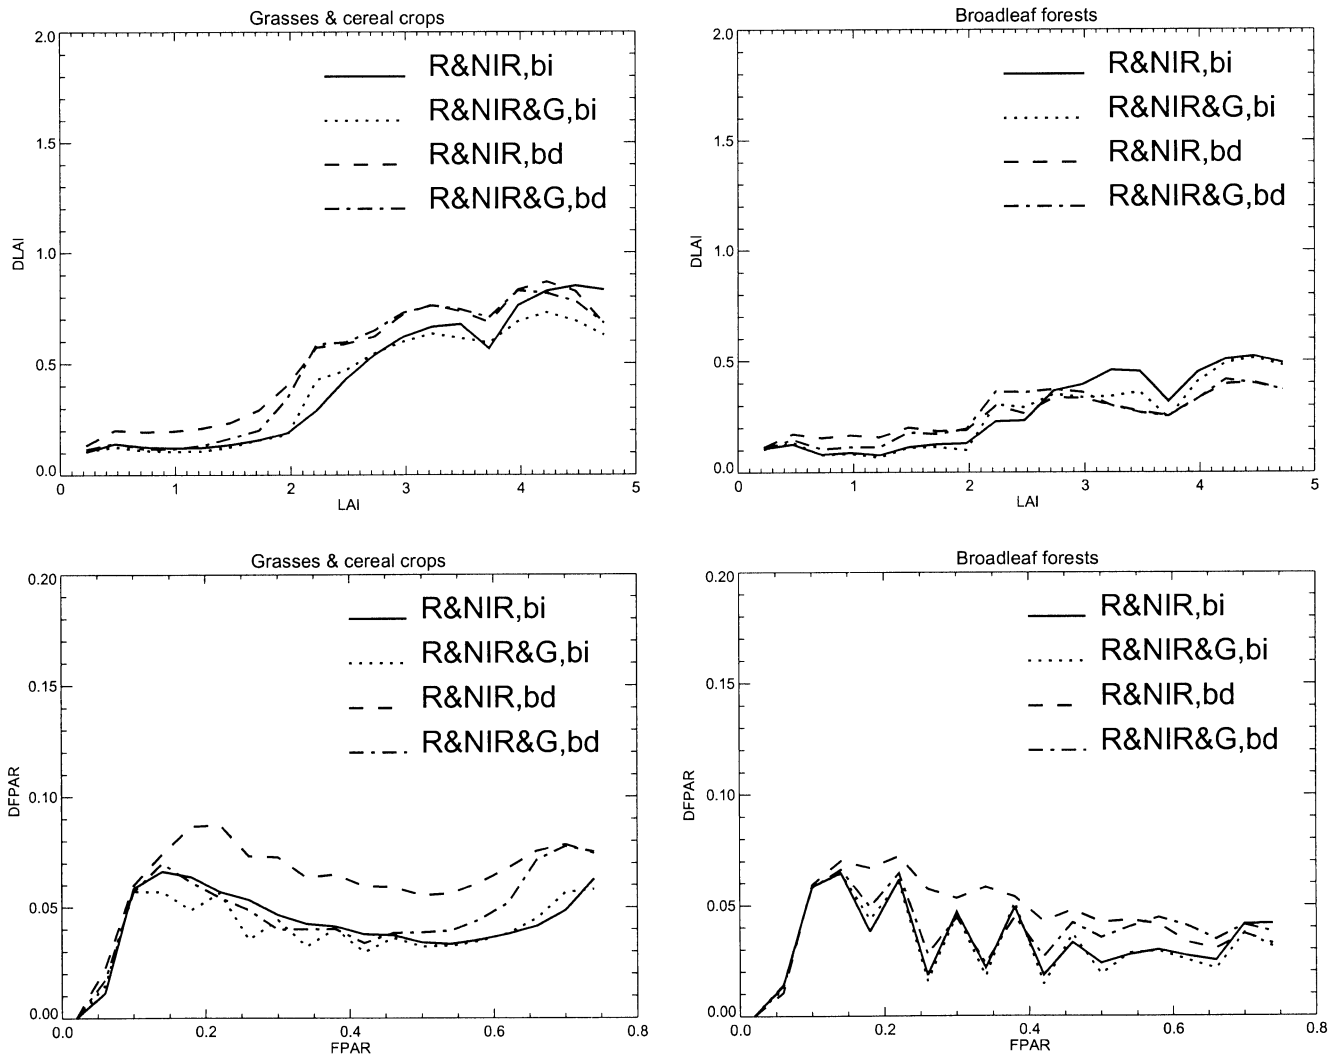 Grasses & cereal crops
2.0
1.5
1.0
0.5
0.0
DLAI
R&NIR,bi
R&NIR&G,bi
R&NIR,bd
R&NIR&G,bd
0 1 2 3 4 5
LAI
Broadleaf forests
2.0
1.5
1.0
0.5
0.0
DLAI
R&NIR,bi
R&NIR&G,bi
R&NIR,bd
R&NIR&G,bd
0 1 2 3 4 5
LAI
Grasses & cereal crops
0.20
0.15
0.10
0.05
0.00
DFPAR
R&NIR,bi
R&NIR&G,bi
R&NIR,bd
R&NIR&G,bd
0.0 0.2 0.4 0.6 0.8
FPAR
Broadleaf forests
0.20
0.15
0.10
0.05
0.00
DFPAR
R&NIR,bi
R&NIR&G,bi
R&NIR,bd
R&NIR&G,bd
0.0 0.2 0.4 0.6 0.8
FPAR